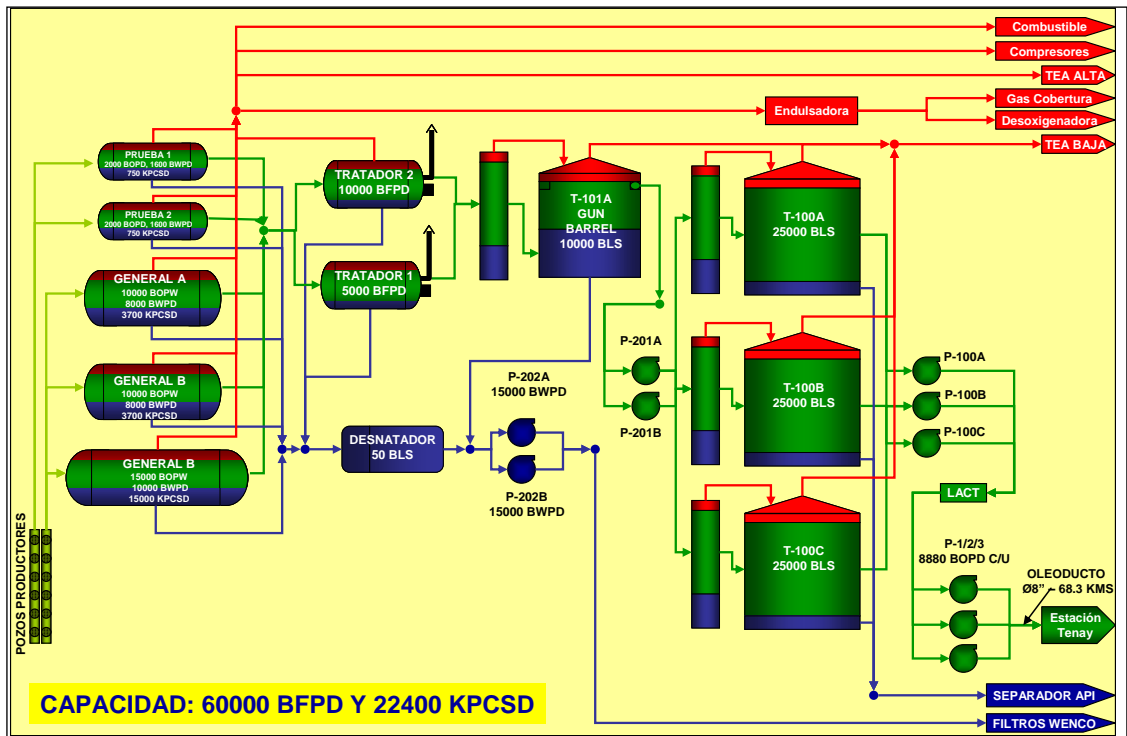 Combustible
Compresores
TEA ALTA
Gas Cobertura
Endulsadora
Desoxigenadora
TEA BAJA
PRUEBA 1
2000 BOPD, 1600 BWPD
750 KPCSD
PRUEBA 2
2000 BOPD, 1600 BWPD
750 KPCSD
GENERAL A
10000 BOPW
8000 BWPD
3700 KPCSD
GENERAL B
10000 BOPW
8000 BWPD
3700 KPCSD
GENERAL B
15000 BOPW
10000 BWPD
15000 KPCSD
POZOS PRODUCTORES
TRATADOR 2
10000 BFPD
TRATADOR 1
5000 BFPD
T-101A
GUN
BARREL
10000 BLS
DESNATADOR
50 BLS
P-202A
15000 BWPD
P-202B
15000 BWPD
P-201A
P-201B
T-100A
25000 BLS
T-100B
25000 BLS
T-100C
25000 BLS
P-100A
P-100B
P-100C
LACT
P-1/2/3
8880 BOPD C/U
OLEODUCTO
Ø8” – 68.3 KMS
Estación
Tenay
SEPARADOR API
FILTROS WENCO
CAPACIDAD: 60000 BFPD Y 22400 KPCSD